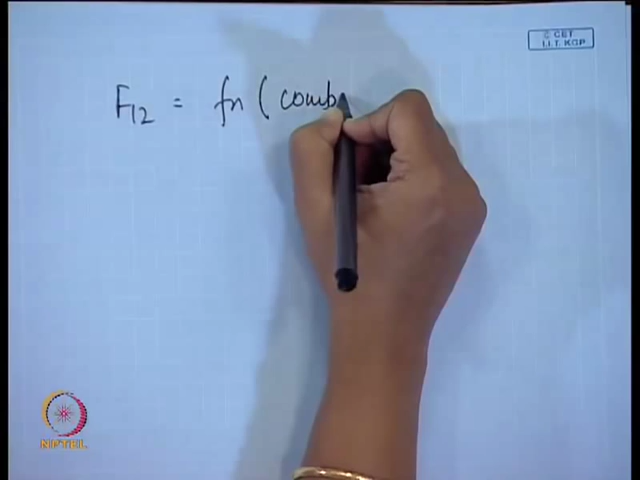 © CET
I.I.T. KGP
F12 = fn ( comb
NPTEL